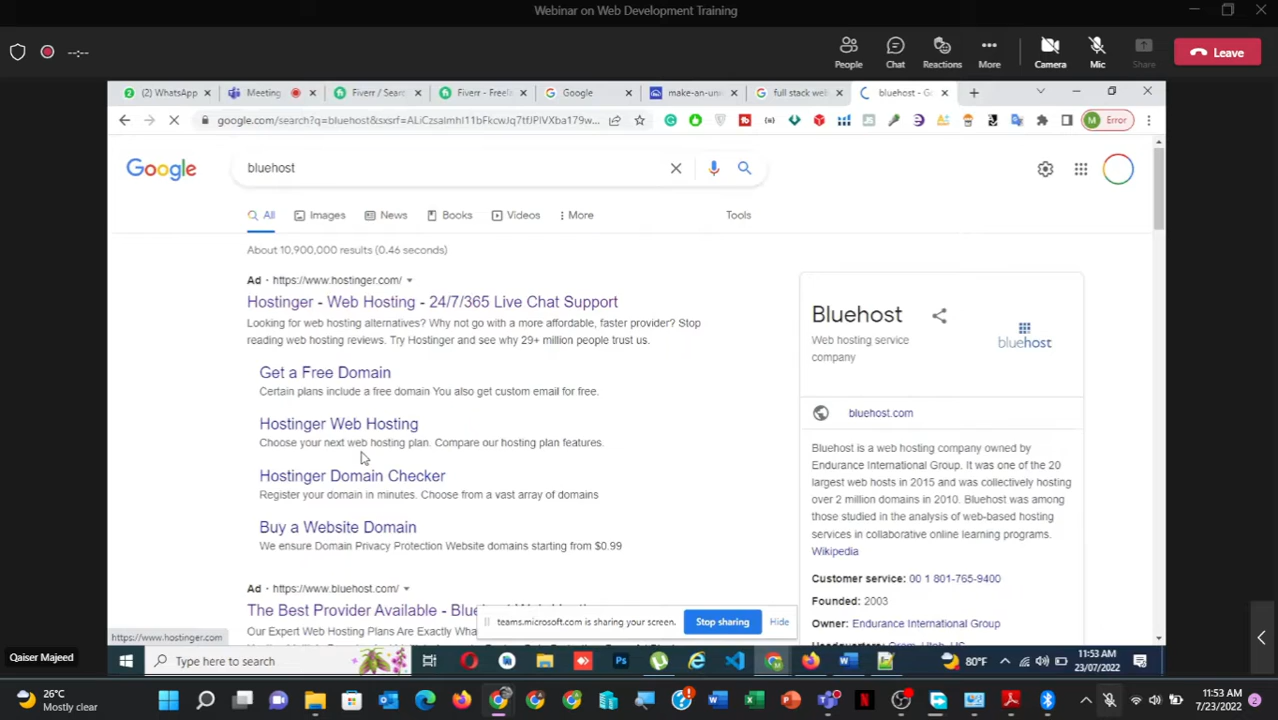 Webinar on Web Development Training
--:--
People
Chat
Reactions
More
Camera
Mic
Share
Leave
(2) WhatsApp
Meeting
Fiverr / Sear
Fiverr - Freela
Google
make-an-un
full stack we
bluehost - G
google.com/search?q=bluehost&sxsrf=
Error
Google
bluehost
All
Images
News
Books
Videos
More
Tools
About 10,900,000 results (0.46 seconds)
Ad · https://www.hostinger.com/
Hostinger - Web Hosting - 24/7/365 Live Chat Support
Looking for web hosting alternatives? Why not go with a more affordable, faster provider? Stop
reading web hosting reviews. Try Hostinger and see why 29+ million people trust us.
Get a Free Domain
Certain plans include a free domain You also get custom email for free.
Hostinger Web Hosting
Choose your next web hosting plan. Compare our hosting plan features.
Hostinger Domain Checker
Register your domain in minutes. Choose from a vast array of domains
Buy a Website Domain
We ensure Domain Privacy Protection Website domains starting from $0.99
Ad · https://www.bluehost.com/
The Best Provider Available - Blue
Our Expert Web Hosting Plans Are Exactly Wha
Bluehost
Web hosting service
company
bluehost
bluehost.com
Bluehost is a web hosting company owned by
Endurance International Group. It was one of the 20
largest web hosts in 2015 and was collectively hosting
over 2 million domains in 2010. Bluehost was among
those studied in the analysis of web-based hosting
services in collaborative online learning programs.
Wikipedia
Customer service: 00 1 801-765-9400
Founded: 2003
Owner: Endurance International Group
teams.microsoft.com is sharing your screen.
Stop sharing
Hide
https://www.hostinger.com
Qaiser Majeed
Type here to search
80°F
11:53 AM
23/07/2022
26°C
Mostly clear
11:53 AM
7/23/2022